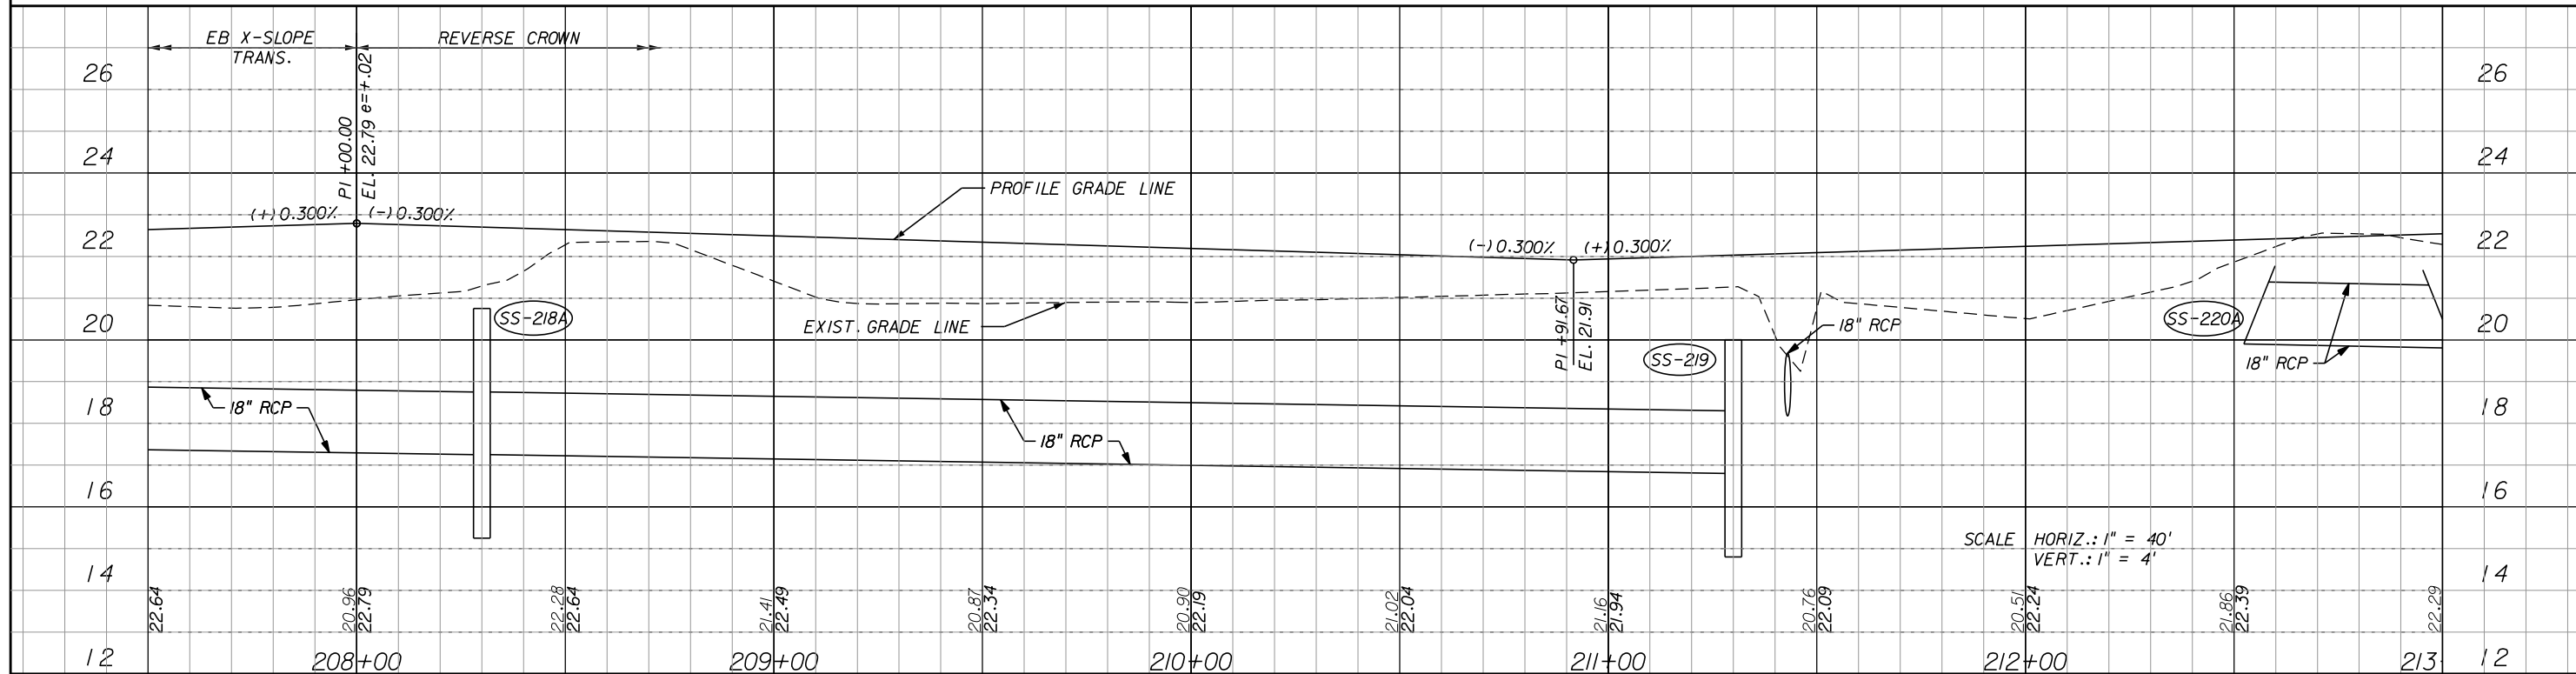 EB X-SLOPE
TRANS.
REVERSE CROWN
26
26
PI +00.00
EL. 22.79 e=+.02
24
24
PROFILE GRADE LINE
(+)0.300%
(-)0.300%
22
22
(-)0.300%
(+)0.300%
PI +91.67
EL. 21.91
SS-218A
EXIST. GRADE LINE
20
20
18" RCP
SS-220A
SS-219
18" RCP
18" RCP
18" RCP
18
18
16
16
SCALE HORIZ.: 1" = 40'
VERT.: 1" = 4'
14
14
22.64
20.96
22.79
22.28
22.64
21.41
22.49
20.87
22.34
20.90
22.19
21.02
22.04
21.16
21.94
20.76
22.09
20.51
22.24
21.86
22.39
22.29
12
208+00
209+00
210+00
211+00
212+00
213
12